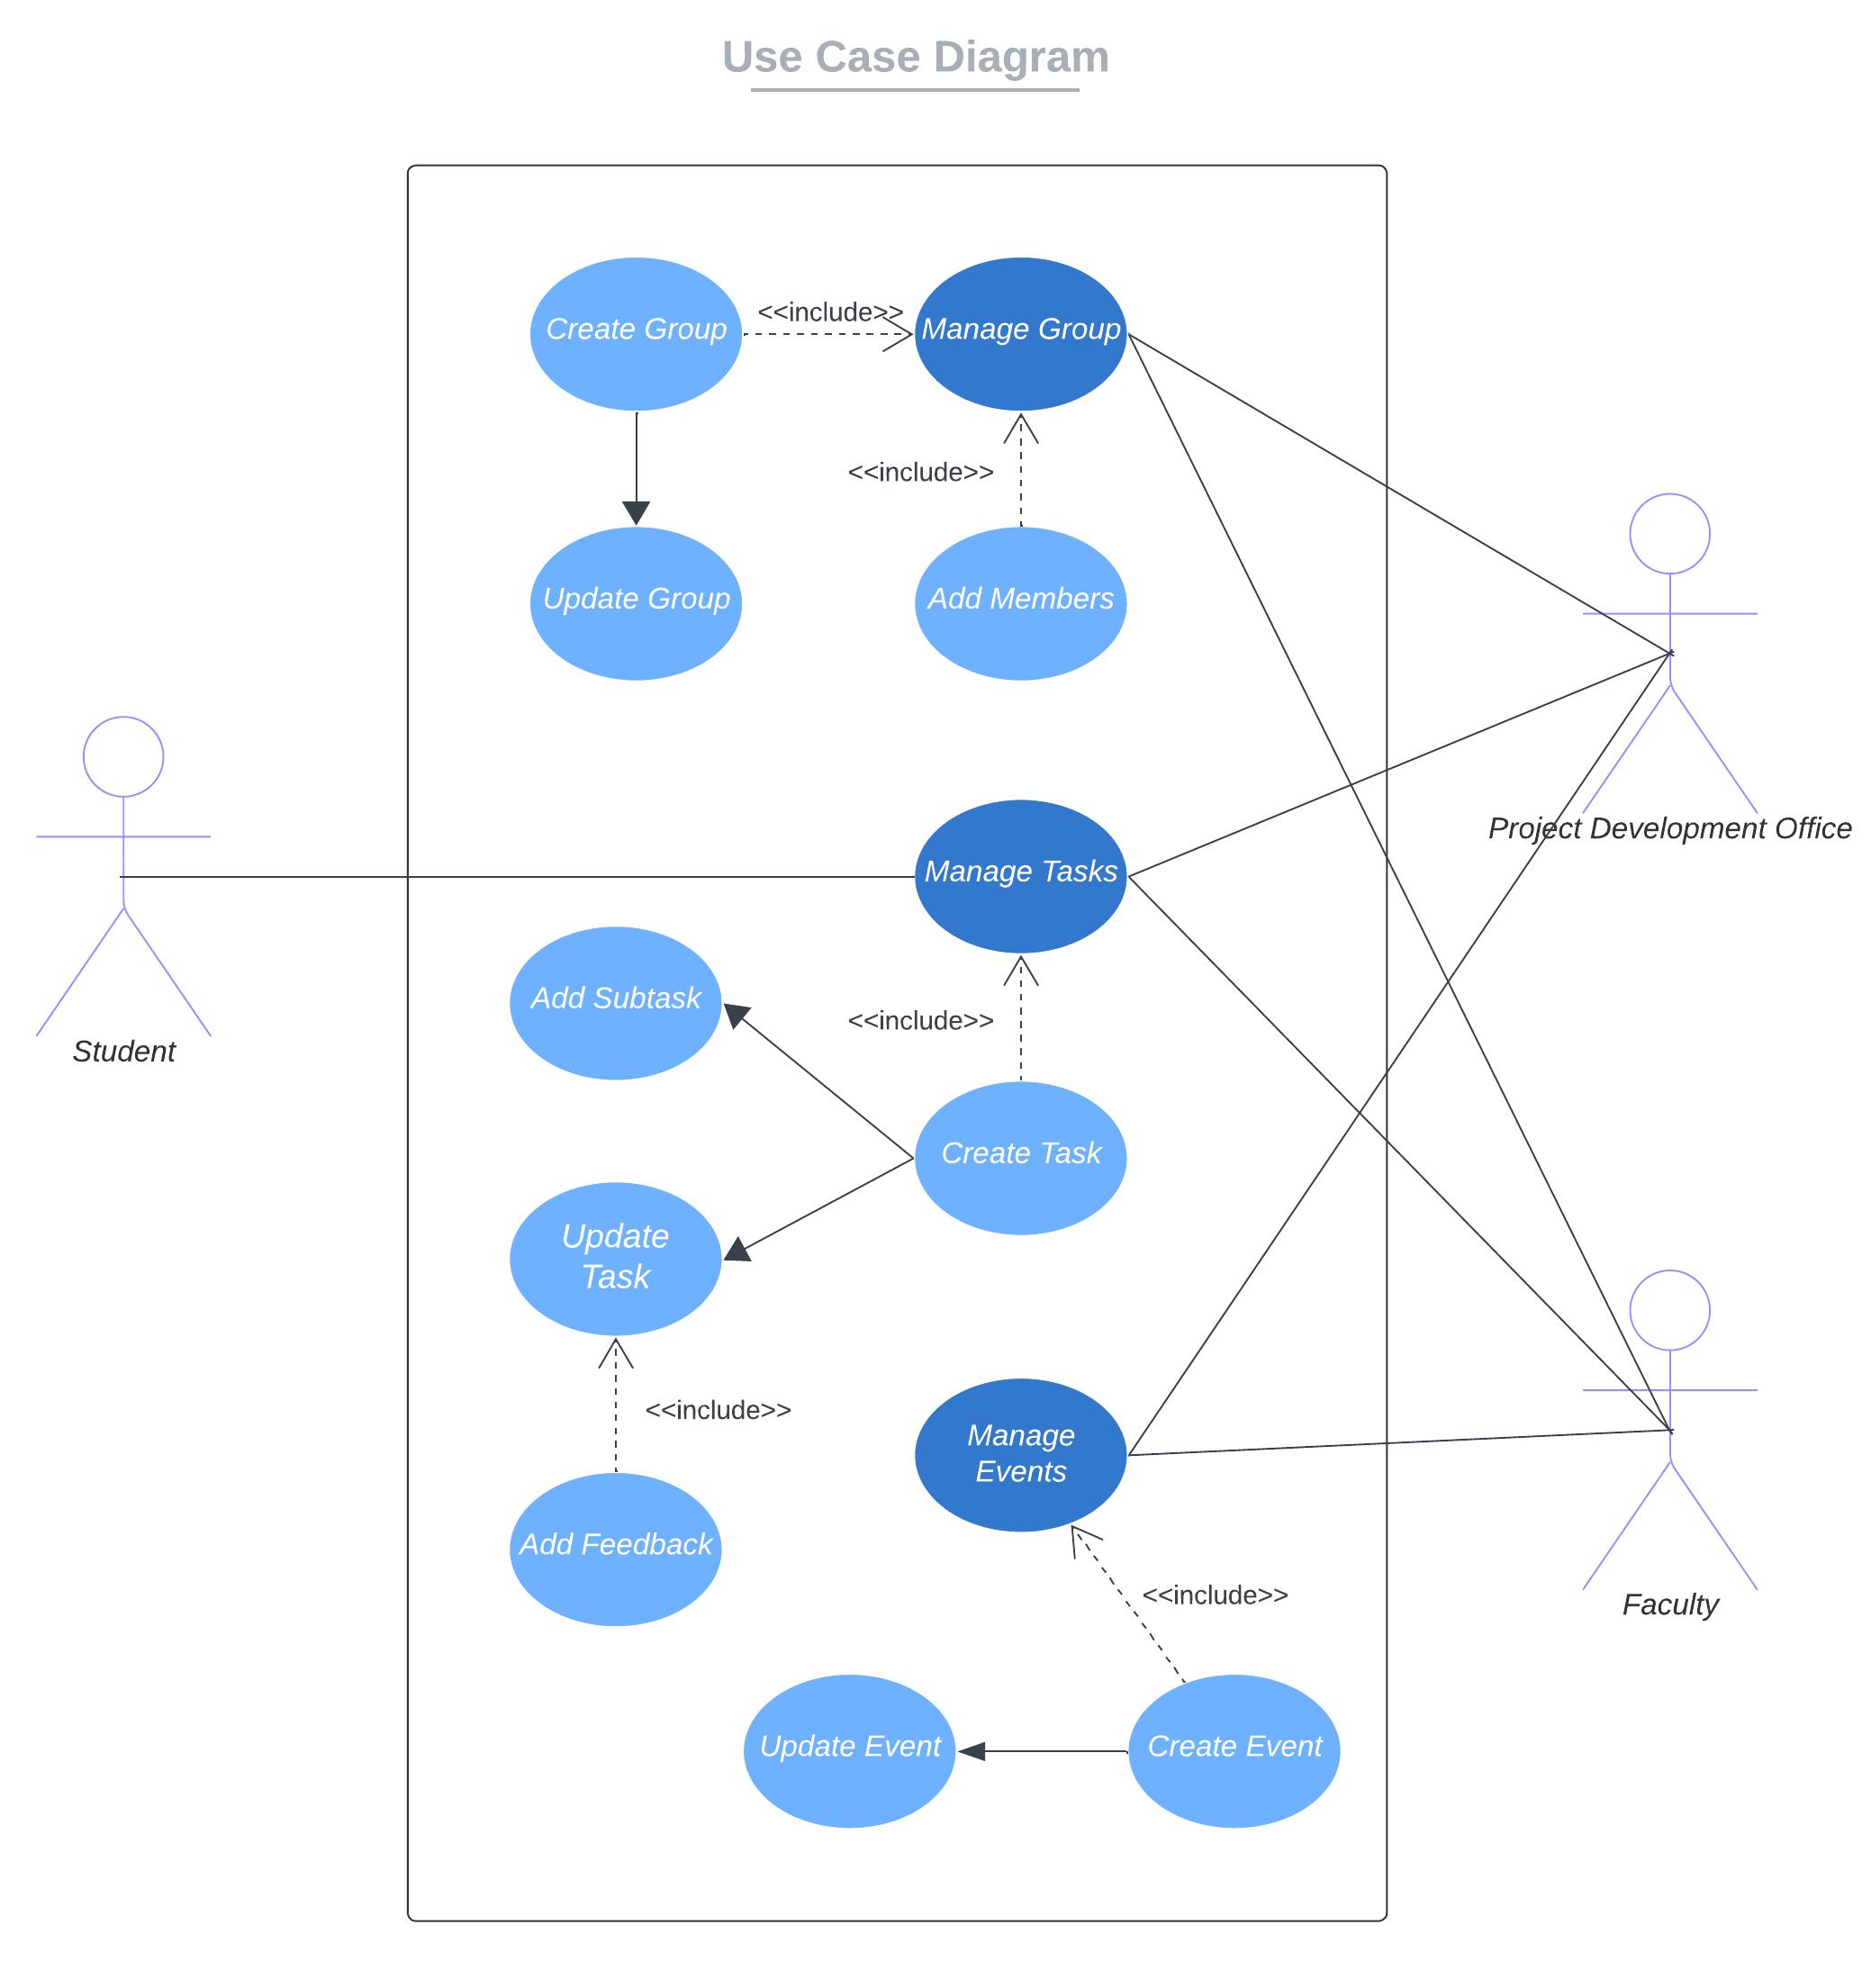 Use Case Diagram
<<include>>
Create Group
Manage Group
<<include>>
Update Group
Add Members
Project Development Office
Manage Tasks
Add Subtask
<<include>>
Student
Create Task
Update
Task
<<include>>
Manage
Events
Add Feedback
<<include>>
Faculty
Update Event
Create Event